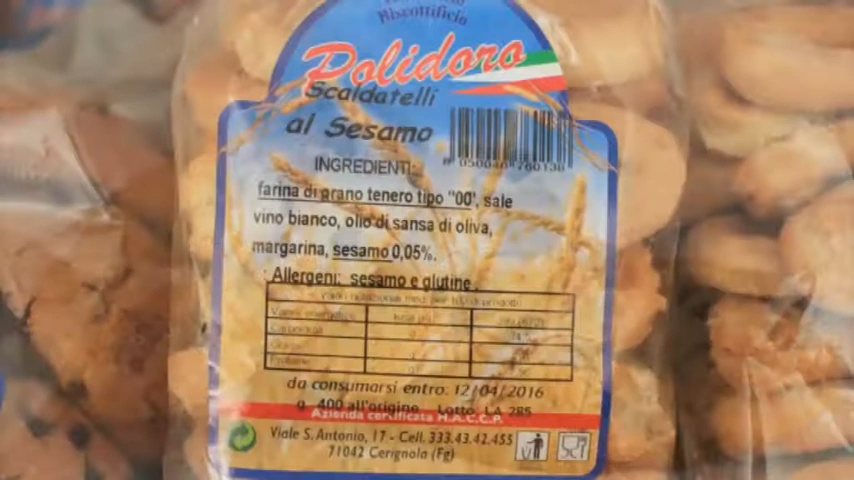 Biscottificio
Polidoro
Scaldatelli
al Sesamo
INGREDIENTI:
farina di grano tenero tipo "00", sale
vino bianco, olio di sansa di oliva,
margarina, sesamo 0,05%.
Allergeni: sesamo e glutine.
da consumarsi entro: 12/04/2016
g. 400 all'origine Lotto: LA 285
Azienda certificata H.A.C.C.P.
Viale S. Antonio, 17 - Cell. 333.43.42.455
71042 Cerignola (Fg)